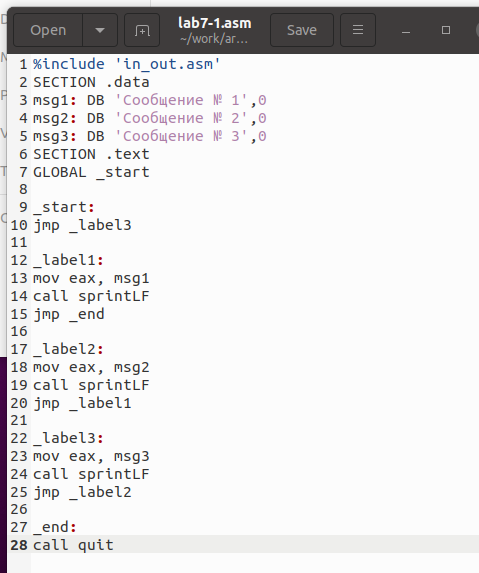 Open
lab7-1.asm
~/work/ar...
Save
1 %include 'in_out.asm'
2 SECTION .data
3 msg1: DB 'Сообщение № 1',0
4 msg2: DB 'Сообщение № 2',0
5 msg3: DB 'Сообщение № 3',0
6 SECTION .text
7 GLOBAL _start
8
9 _start:
10 jmp _label3
11
12 _label1:
13 mov eax, msg1
14 call sprintLF
15 jmp _end
16
17 _label2:
18 mov eax, msg2
19 call sprintLF
20 jmp _label1
21
22 _label3:
23 mov eax, msg3
24 call sprintLF
25 jmp _label2
26
27 _end:
28 call quit